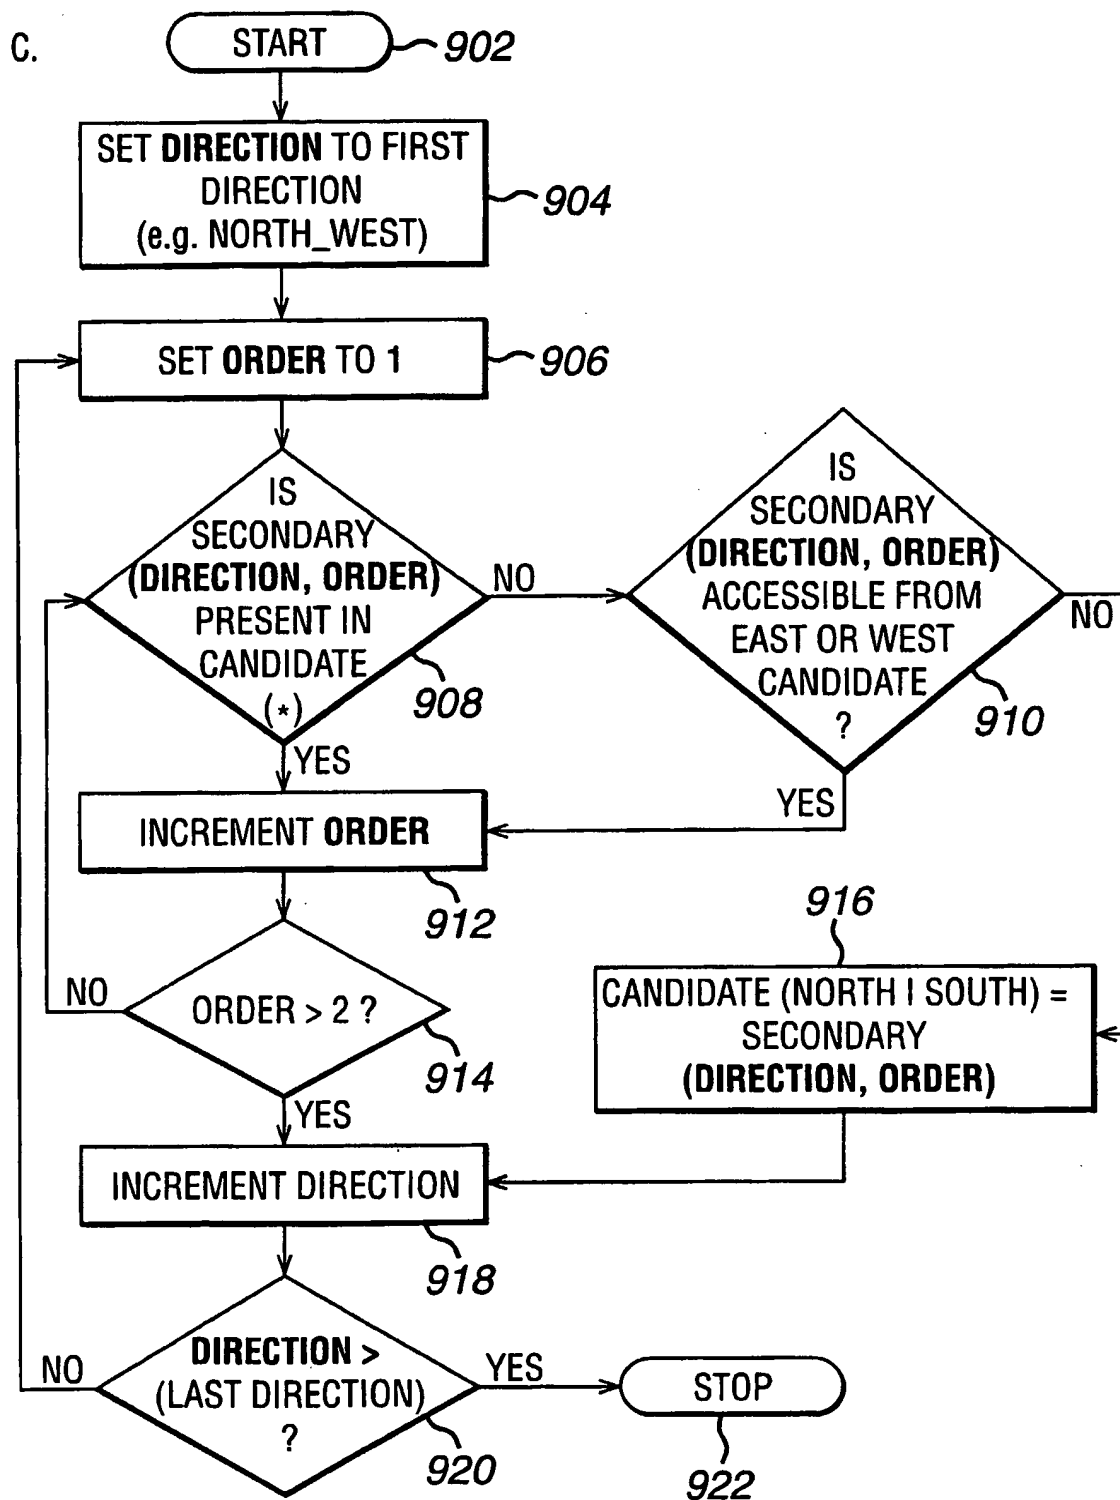 C.
START
902
SET DIRECTION TO FIRST
DIRECTION
(e.g. NORTH_WEST)
904
SET ORDER TO 1
906
IS
SECONDARY
(DIRECTION, ORDER)
PRESENT IN
CANDIDATE
(*)
908
NO
IS
SECONDARY
(DIRECTION, ORDER)
ACCESSIBLE FROM
EAST OR WEST
CANDIDATE
?
910
NO
YES
YES
INCREMENT ORDER
912
916
CANDIDATE (NORTH | SOUTH) =
SECONDARY
(DIRECTION, ORDER)
NO
ORDER > 2 ?
914
YES
INCREMENT DIRECTION
918
DIRECTION >
(LAST DIRECTION)
?
920
NO
YES
STOP
922